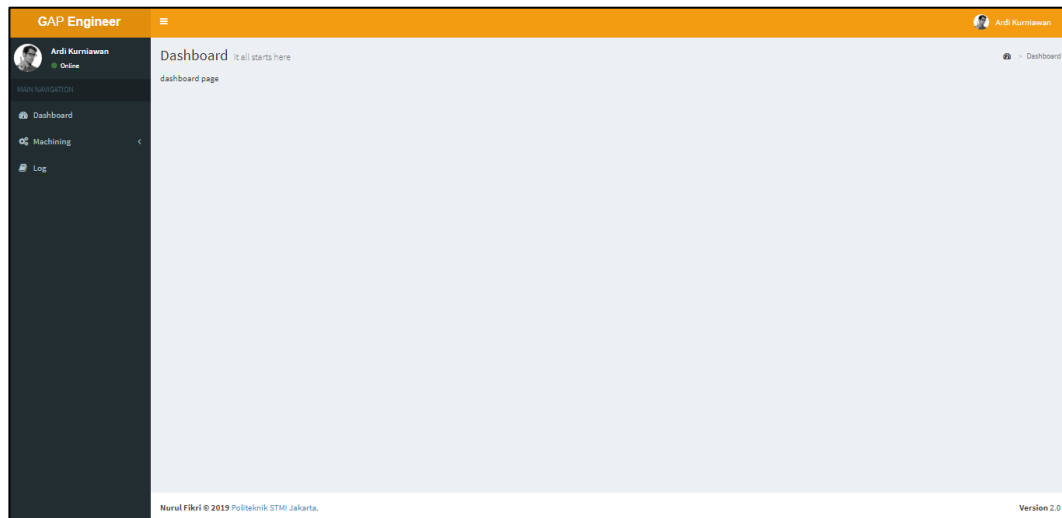 GAP Engineer
Ardi Kurniawan
Ardi Kurniawan
Online
MAIN NAVIGATION
Dashboard
Machining
Log
Dashboard It all starts here
> Dashboard
dashboard page
Nurul Fikri © 2019 Politeknik STMI Jakarta.
Version 2.0